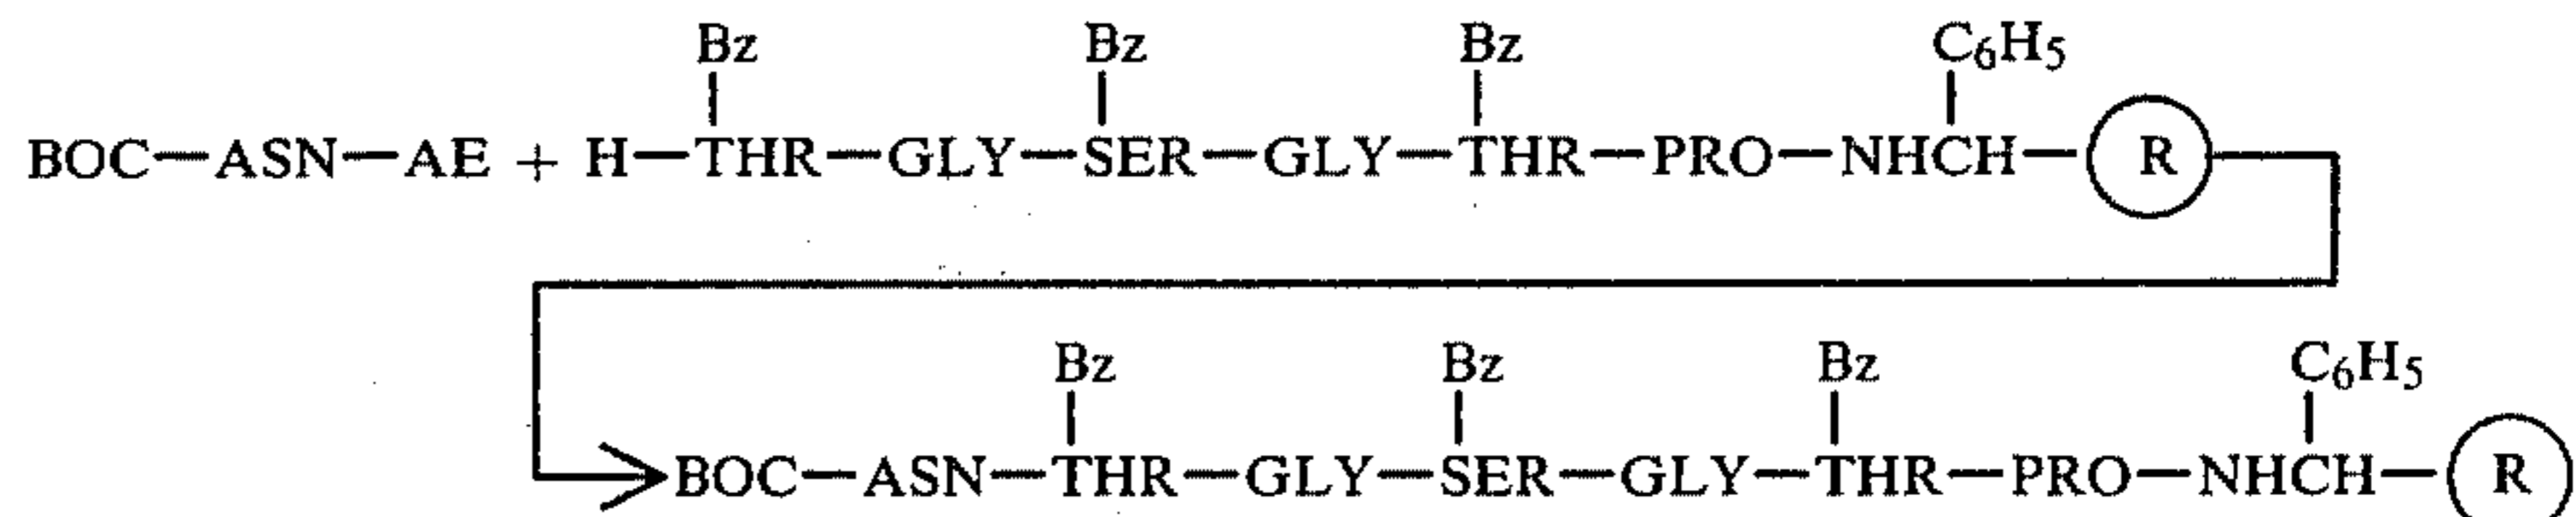 Bz Bz Bz C6H5
BOC—ASN—AE + H—THR—GLY—SER—GLY—THR—PRO—NHCH—R
Bz Bz Bz C6H5
BOC—ASN—THR—GLY—SER—GLY—THR—PRO—NHCH—R